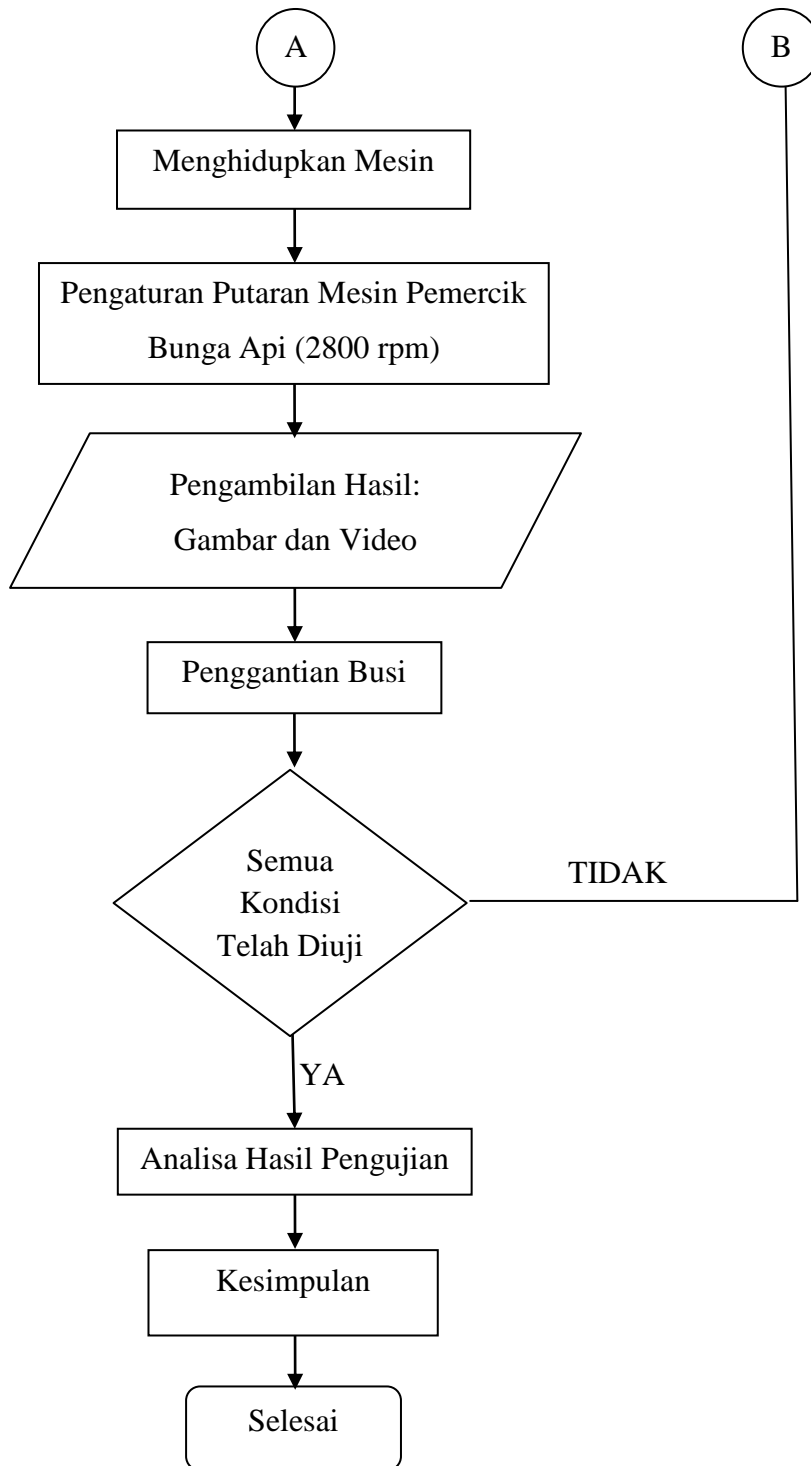 A
B
Menghidupkan Mesin
Pengaturan Putaran Mesin Pemercik
Bunga Api (2800 rpm)
Pengambilan Hasil:
Gambar dan Video
Penggantian Busi
Semua
Kondisi
Telah Diuji
TIDAK
YA
Analisa Hasil Pengujian
Kesimpulan
Selesai